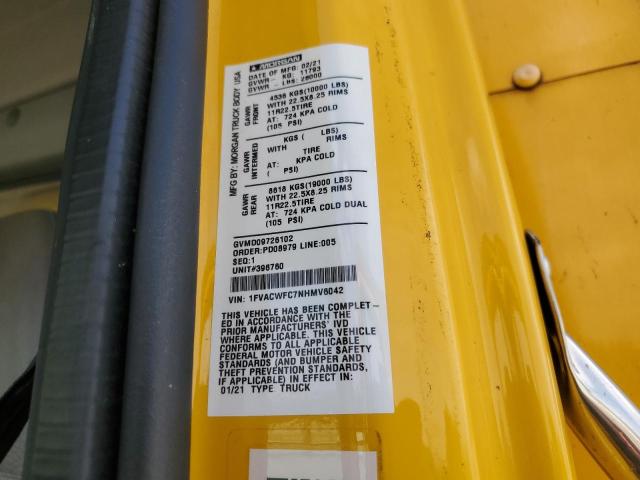 MORGAN
DATE OF MFG: 02/21
GVWR - KG: 11793
GVWR - LBS: 26000
MFG BY: MORGAN TRUCK BODY USA
GAWR FRONT
4536 KGS(10000 LBS)
WITH 22.5X8.25 RIMS
11R22.5TIRE
AT: 724 KPA COLD
(105 PSI)
GAWR INTERMED
KGS ( LBS)
WITH RIMS
TIRE
AT: KPA COLD
( PSI)
GAWR REAR
8618 KGS(19000 LBS)
WITH 22.5X8.25 RIMS
11R22.5TIRE
AT: 724 KPA COLD DUAL
(105 PSI)
GVMD09726102
ORDER:PD08979 LINE:005
SEQ:1
UNIT#398760
VIN: 1FVACWFC7NHMV6042
THIS VEHICLE HAS BEEN COMPLET-
ED IN ACCORDANCE WITH THE
PRIOR MANUFACTURERS' IVD
WHERE APPLICABLE. THIS VEHICLE
CONFORMS TO ALL APPLICABLE
FEDERAL MOTOR VEHICLE SAFETY
STANDARDS (AND BUMPER AND
THEFT PREVENTION STANDARDS,
IF APPLICABLE) IN EFFECT IN:
01/21 TYPE: TRUCK